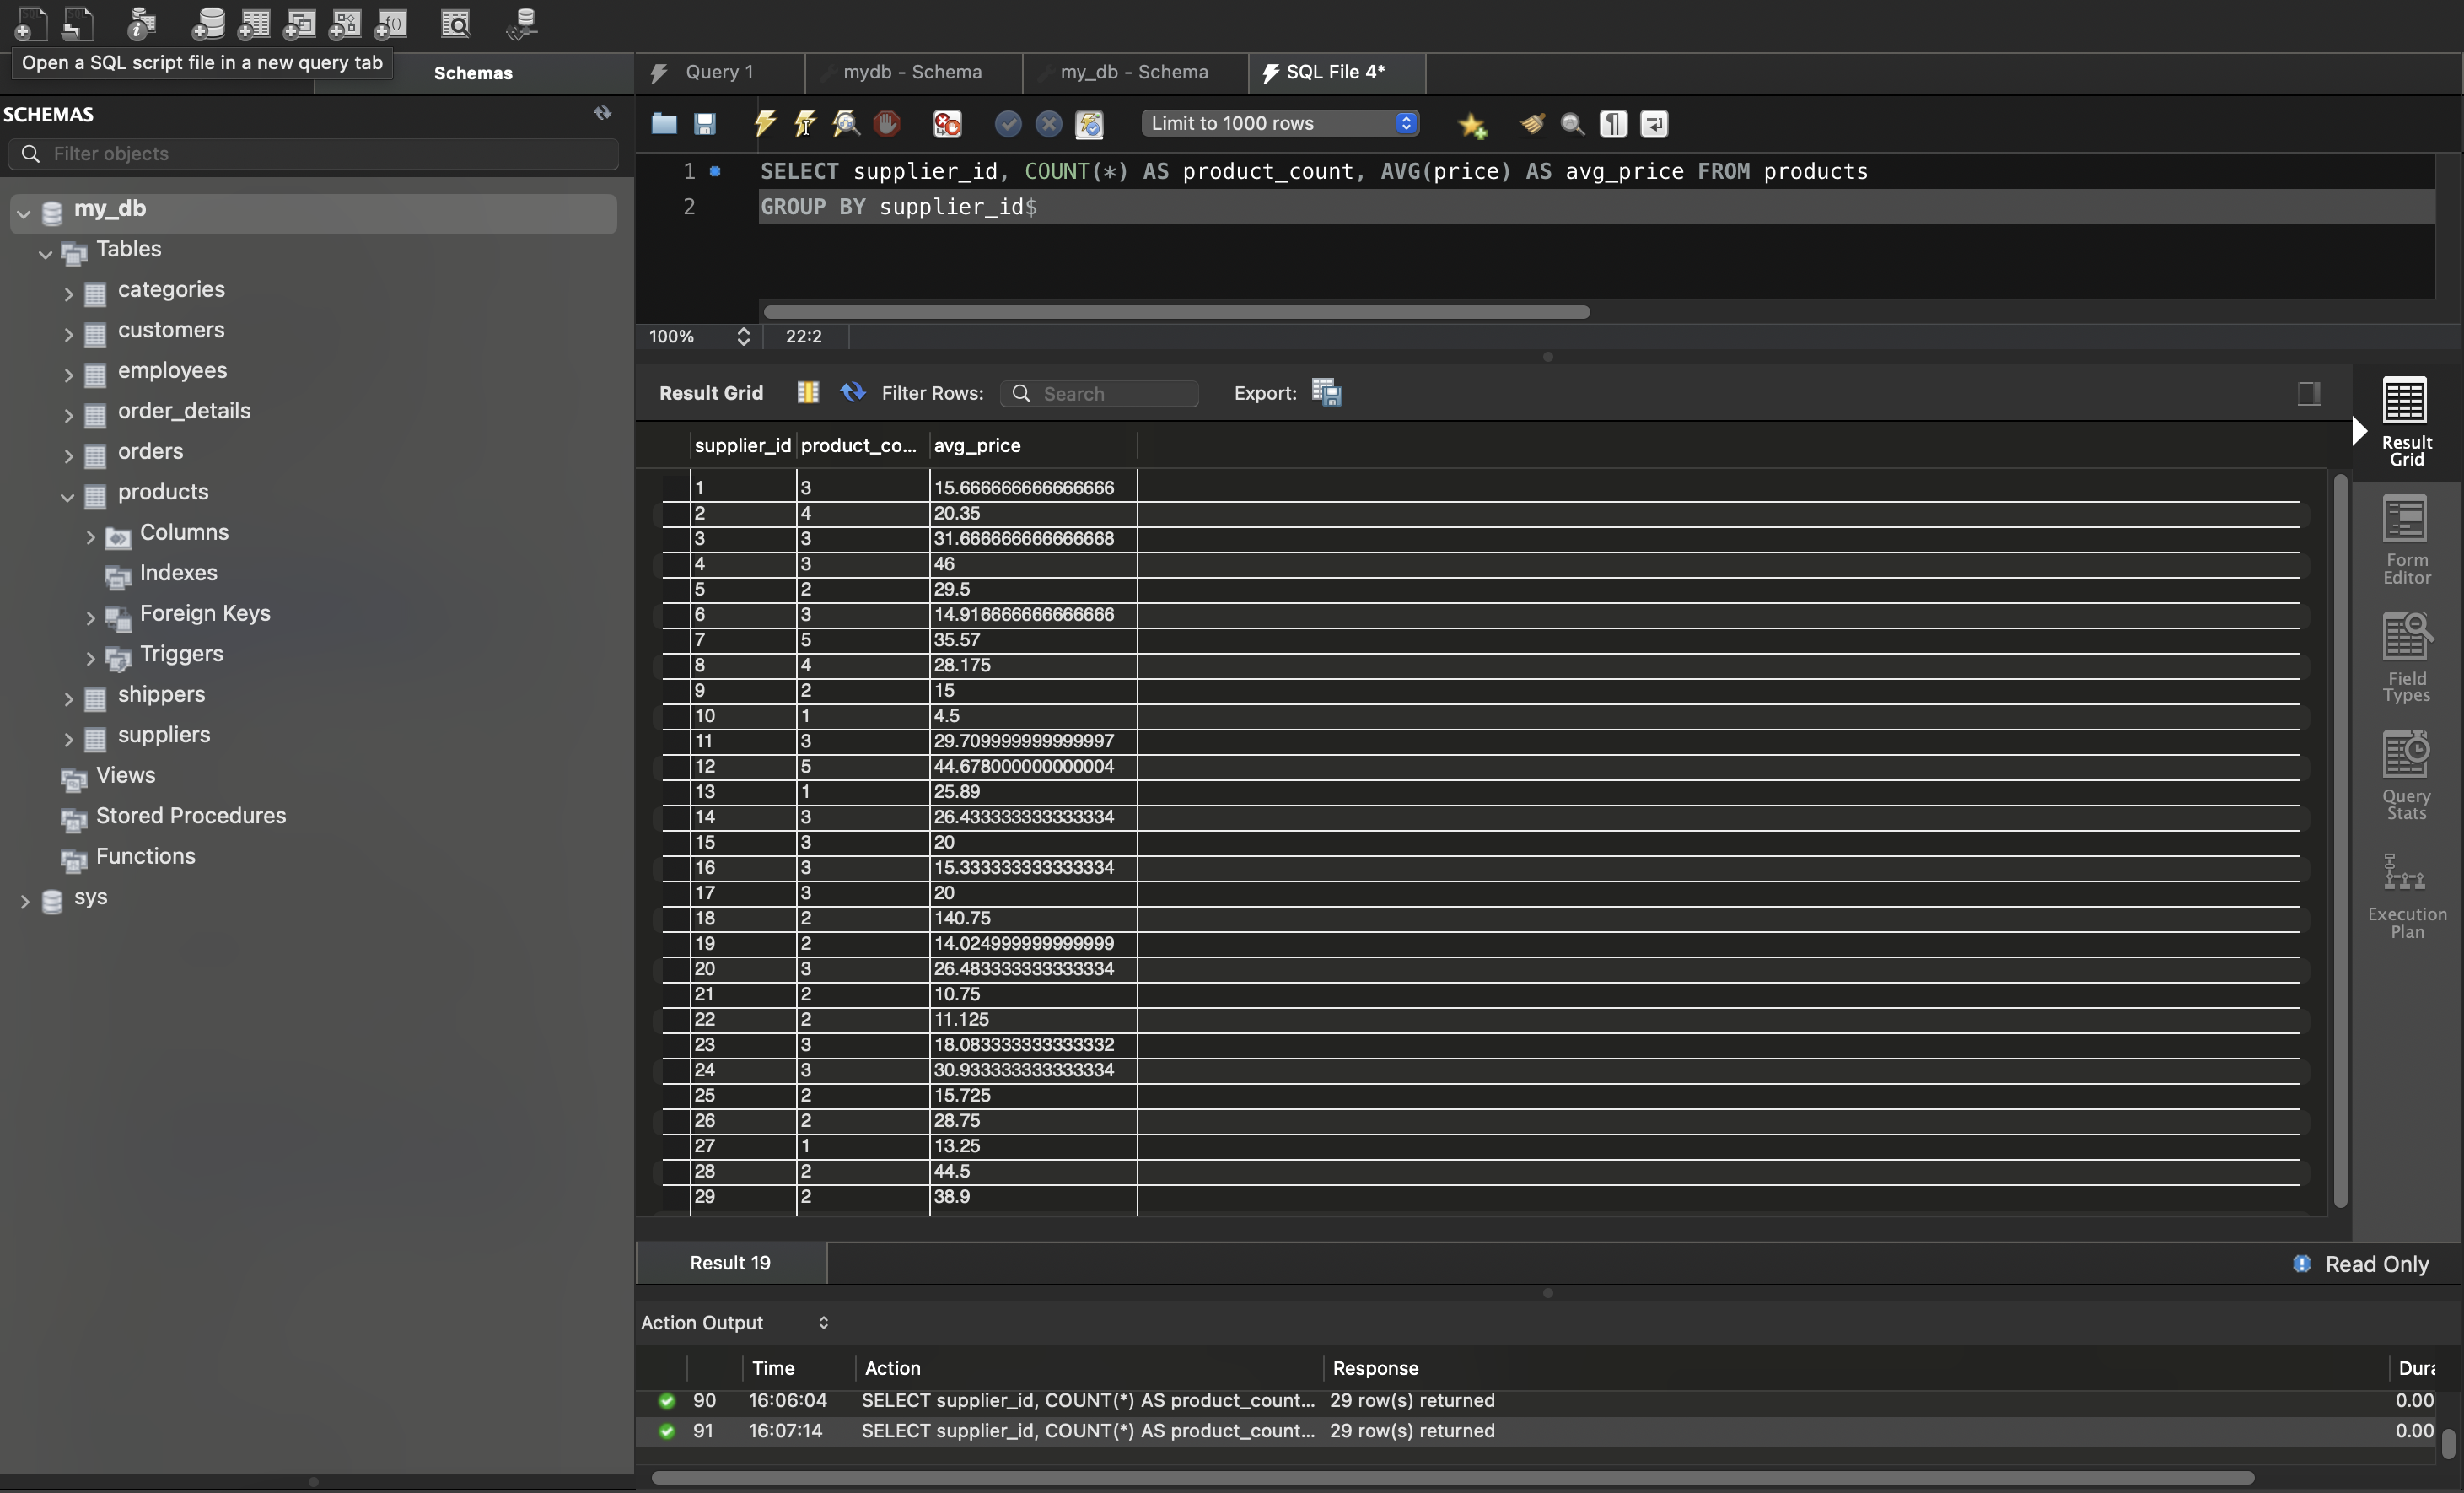 Open a SQL script file in a new query tab
Schemas
Query 1
mydb - Schema
my_db - Schema
SQL File 4*
SCHEMAS
Filter objects
my_db
Tables
categories
customers
employees
order_details
orders
products
Columns
Indexes
Foreign Keys
Triggers
shippers
suppliers
Views
Stored Procedures
Functions
sys
Limit to 1000 rows
1 SELECT supplier_id, COUNT(*) AS product_count, AVG(price) AS avg_price FROM products
2 GROUP BY supplier_id$
100% 22:2
Result Grid Filter Rows: Search Export:
supplier_id product_co... avg_price
1 3 15.666666666666666
2 4 20.35
3 3 31.666666666666668
4 3 46
5 2 29.5
6 3 14.916666666666666
7 5 35.57
8 4 28.175
9 2 15
10 1 4.5
11 3 29.709999999999997
12 5 44.678000000000004
13 1 25.89
14 3 26.433333333333334
15 3 20
16 3 15.333333333333334
17 3 20
18 2 140.75
19 2 14.024999999999999
20 3 26.483333333333334
21 2 10.75
22 2 11.125
23 3 18.083333333333332
24 3 30.933333333333334
25 2 15.725
26 2 28.75
27 1 13.25
28 2 44.5
29 2 38.9
Result
Grid
Form
Editor
Field
Types
Query
Stats
Execution
Plan
Result 19
Read Only
Action Output
Time Action Response Dura
90 16:06:04 SELECT supplier_id, COUNT(*) AS product_count... 29 row(s) returned 0.00
91 16:07:14 SELECT supplier_id, COUNT(*) AS product_count... 29 row(s) returned 0.00